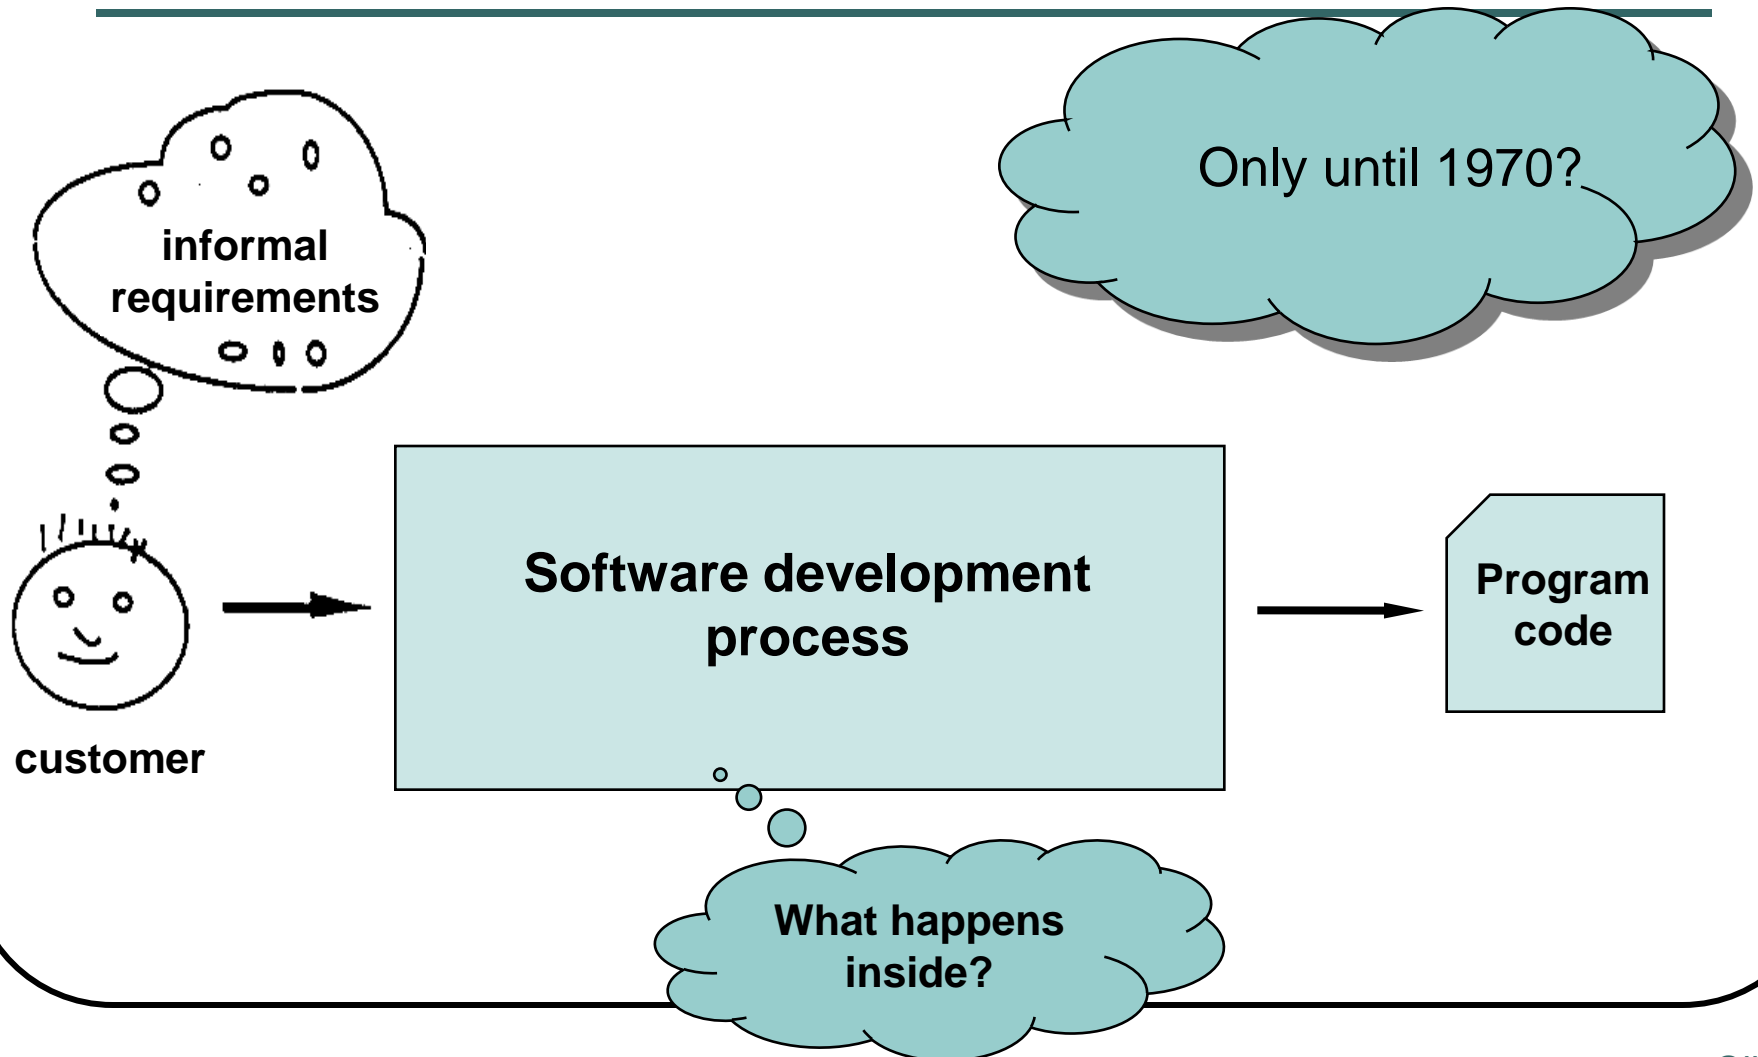 Only until 1970?
informal
requirements
Software development
process
Program
code
customer
What happens
inside?